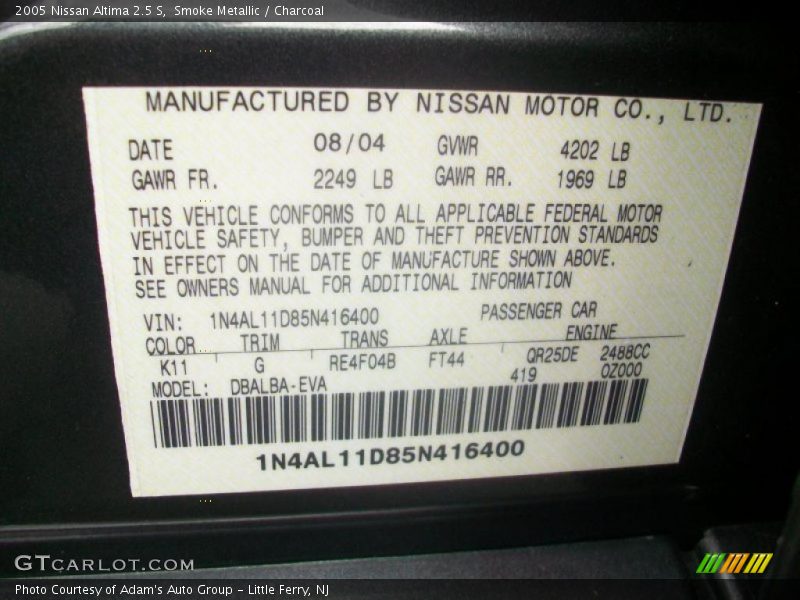 2005 Nissan Altima 2.5 S, Smoke Metallic / Charcoal
MANUFACTURED BY NISSAN MOTOR CO., LTD.
DATE 08/04 GVWR 4202 LB
GAWR FR. 2249 LB GAWR RR. 1969 LB
THIS VEHICLE CONFORMS TO ALL APPLICABLE FEDERAL MOTOR
VEHICLE SAFETY, BUMPER AND THEFT PREVENTION STANDARDS
IN EFFECT ON THE DATE OF MANUFACTURE SHOWN ABOVE.
SEE OWNERS MANUAL FOR ADDITIONAL INFORMATION
VIN: 1N4AL11D85N416400 PASSENGER CAR
COLOR TRIM TRANS AXLE ENGINE
K11 G RE4F04B FT44 QR25DE 2488CC
MODEL: DBALBA-EVA 419 0Z000
1N4AL11D85N416400
GTCARLOT.COM
Photo Courtesy of Adam's Auto Group – Little Ferry, NJ